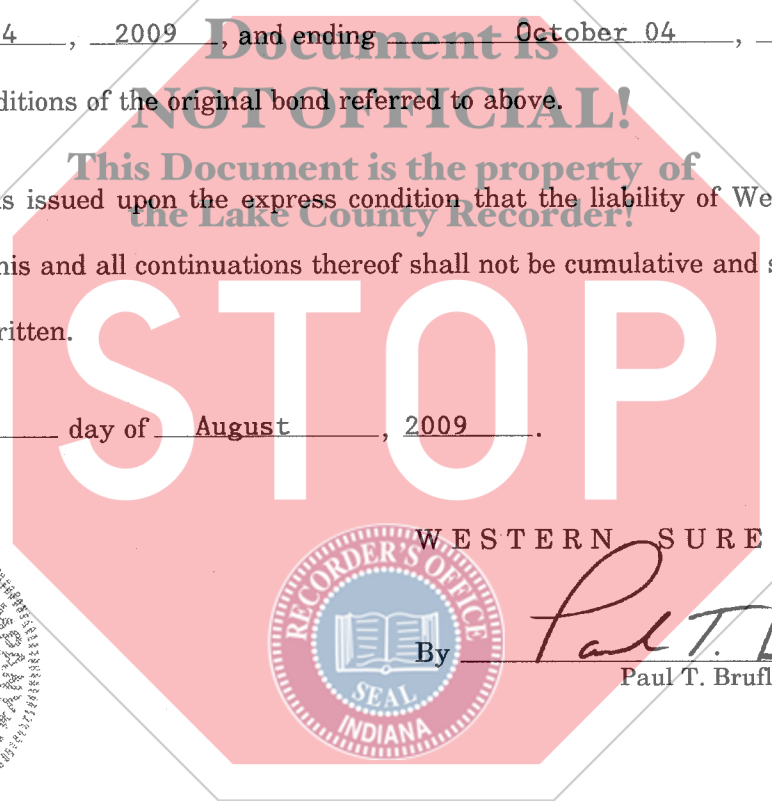 4, 2009, and ending October 04,
Document is
ditions of the original bond referred to above.
NOT OFFICIAL!
This Document is the property of
s issued upon the express condition that the liability of We
the Lake County Recorder!
his and all continuations thereof shall not be cumulative and s
ritten.
STOP
day of August, 2009.
WESTERN SURE
RECORDER'S OFFICE
SEAL
INDIANA
By Paul T.
Paul T. Brufl